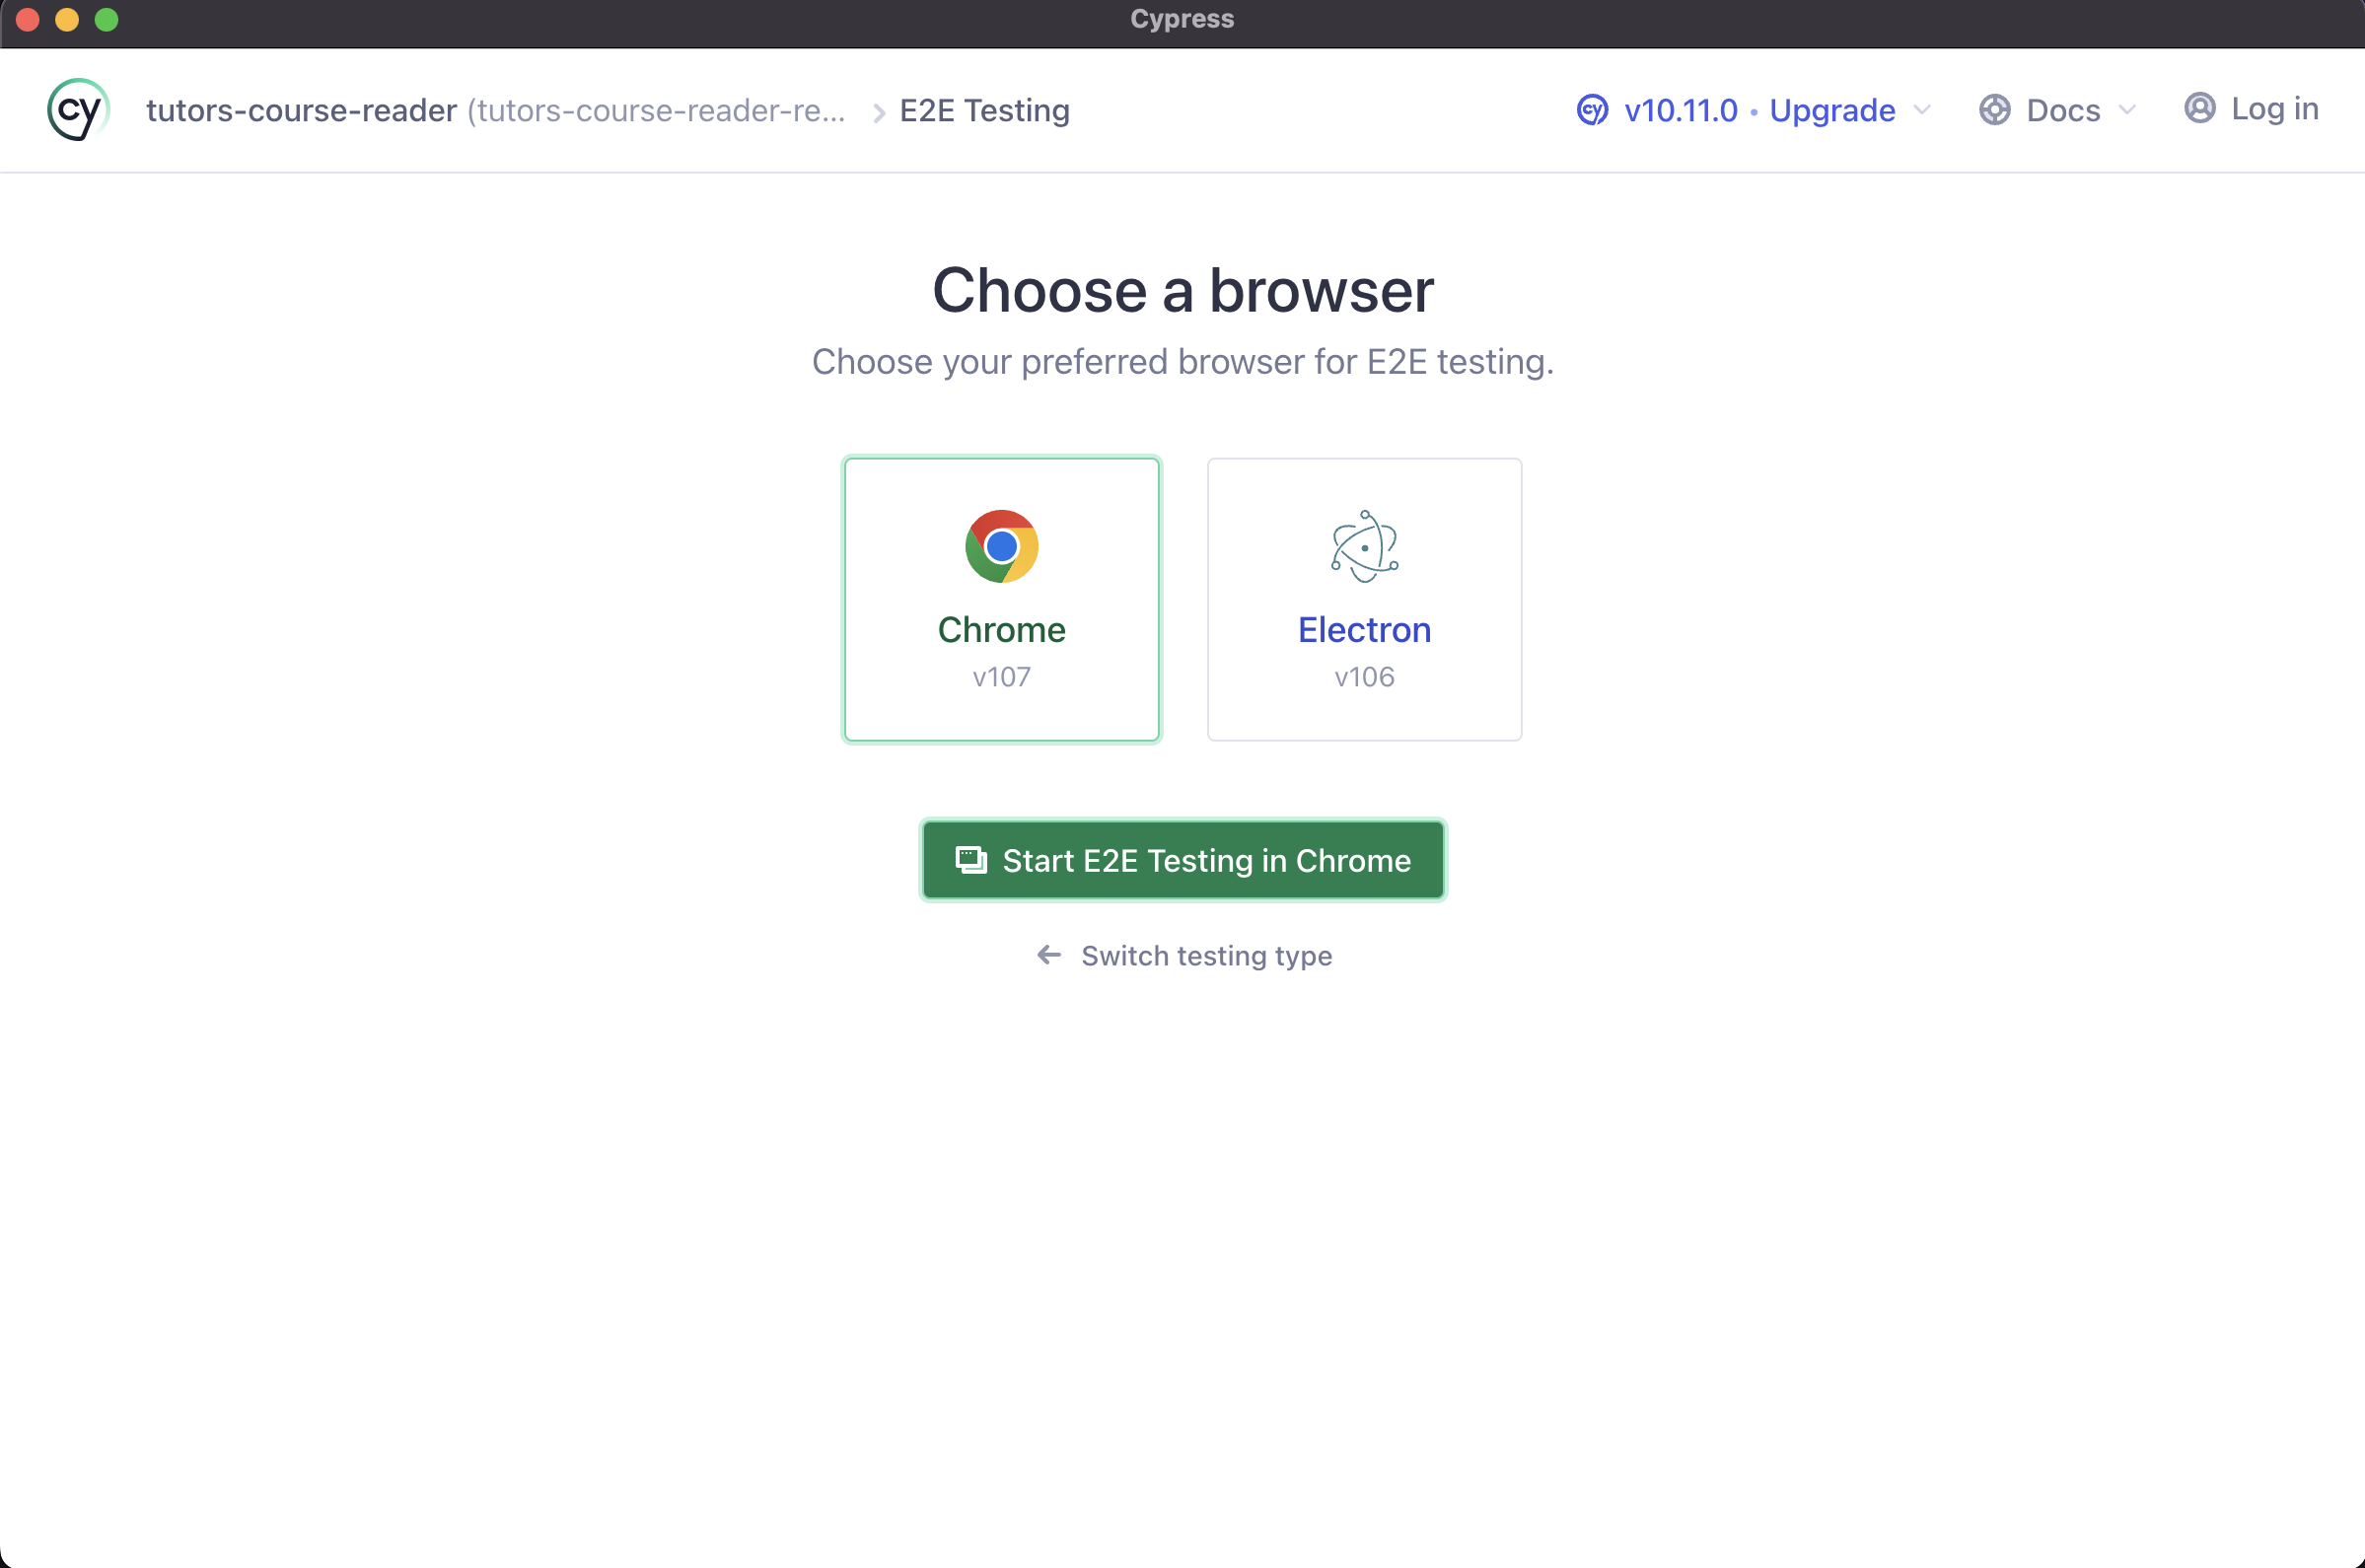 Cypress
cy tutors-course-reader (tutors-course-reader-re... E2E Testing cy v10.11.0 • Upgrade Docs Log in
Choose a browser
Choose your preferred browser for E2E testing.
Chrome Electron
v107 v106
Start E2E Testing in Chrome
Switch testing type